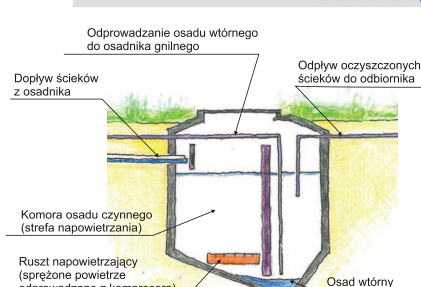 Odprowadzanie osadu wtórnego
do osadnika gnilnego
Dopływ ścieków
z osadnika
Odpływ oczyszczonych
ścieków do odbiornika
Komora osadu czynnego
(strefa napowietrzania)
Ruszt napowietrzający
(sprężone powietrze
Osad wtórny